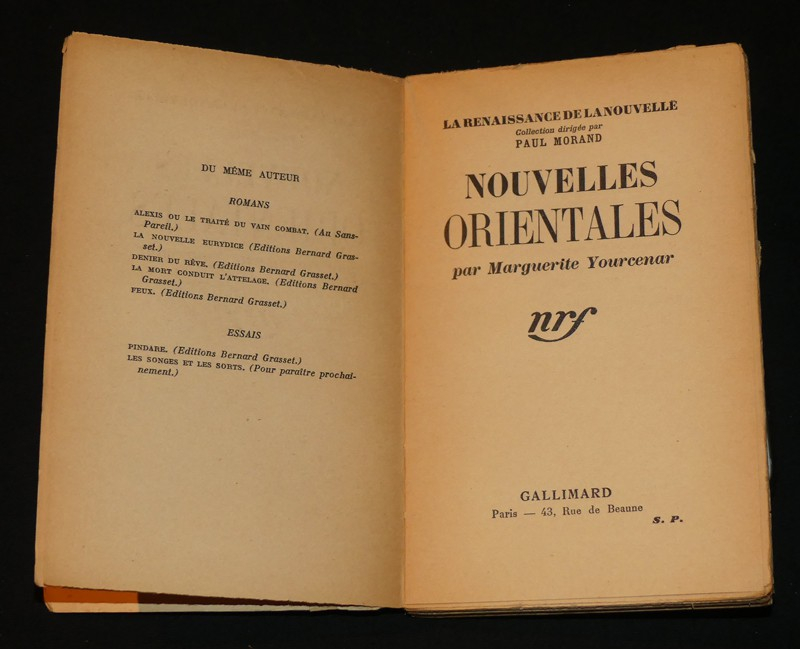 DU MÊME AUTEUR
ROMANS
ALEXIS OU LE TRAITÉ DU VAIN COMBAT. (Au Sans-
Pareil.)
LA NOUVELLE EURYDICE (Editions Bernard Gras-
set.)
DENIER DU RÊVE. (Editions Bernard Grasset.)
LA MORT CONDUIT L'ATTELAGE. (Editions Bernard
Grasset.)
FEUX. (Editions Bernard Grasset.)
ESSAIS
PINDARE. (Editions Bernard Grasset.)
LES SONGES ET LES SORTS. (Pour paraître prochai-
nement.)
LA RENAISSANCE DE LA NOUVELLE
Collection dirigée par
PAUL MORAND
NOUVELLES
ORIENTALES
par Marguerite Yourcenar
nrf
GALLIMARD
Paris — 43, Rue de Beaune
S. P.